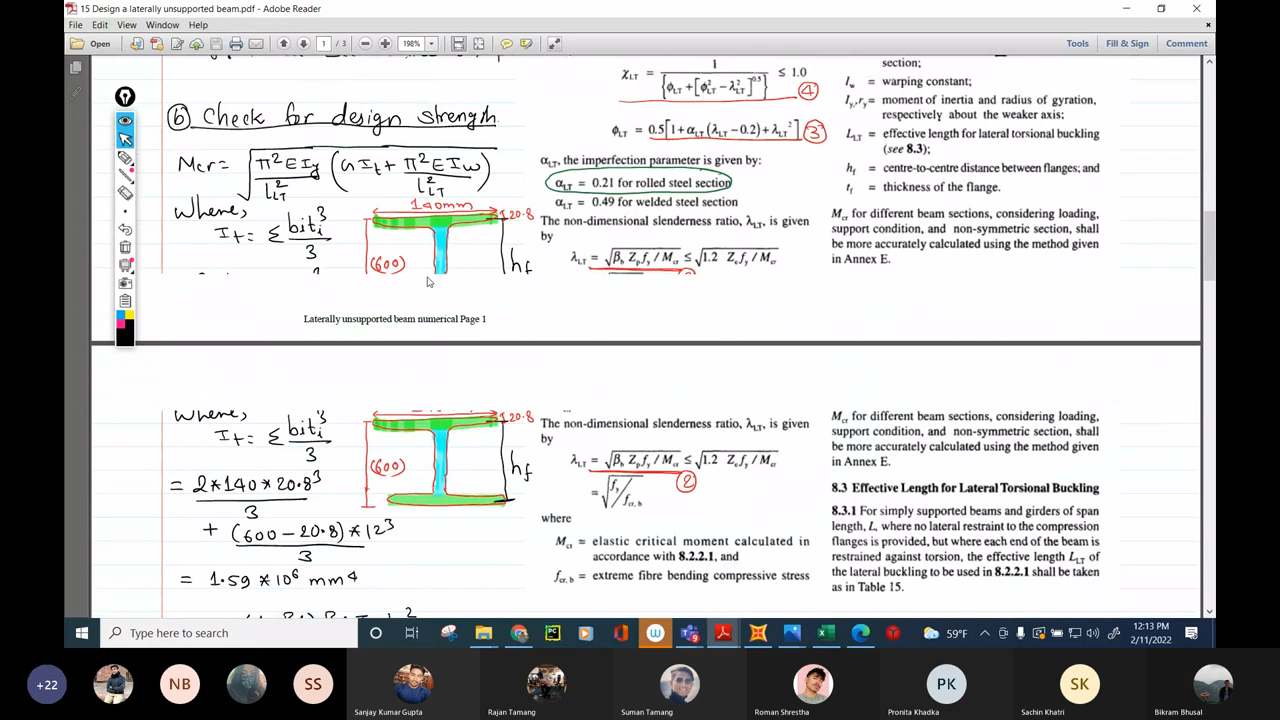 15 Design a laterally unsupported beam.pdf - Adobe Reader
File Edit View Window Help
Open 1 / 3 198% Tools Fill & Sign Comment
χLT = 1 / {φLT + [φ²LT − λ²LT]^0.5} ≤ 1.0 ④
φLT = 0.5[1 + αLT(λLT − 0.2) + λLT²] ③
αLT, the imperfection parameter is given by:
αLT = 0.21 for rolled steel section
αLT = 0.49 for welded steel section
The non-dimensional slenderness ratio, λLT, is given
by
λLT = √(βb Zp fy / Mcr) ≤ √(1.2 Ze fy / Mcr)
section;
Iw = warping constant;
Iy, ry = moment of inertia and radius of gyration,
respectively about the weaker axis;
LLT = effective length for lateral torsional buckling
(see 8.3);
hf = centre-to-centre distance between flanges; and
tf = thickness of the flange.
Mcr for different beam sections, considering loading,
support condition, and non-symmetric section, shall
be more accurately calculated using the method given
in Annex E.
⑥ Check for design strength
Mcr = √(π²EIy / L²LT (GIt + π²EIw / L²LT))
Where,
It = Σ biti³ / 3
140mm
20.8
(600)
hf
Laterally unsupported beam numerical Page 1
Where,
It = Σ biti³ / 3
= 2*140*20.8³ / 3
+ (600 − 20.8)*12³ / 3
= 1.59*10⁶ mm⁴
20.8
(600)
hf
The non-dimensional slenderness ratio, λLT, is given
by
λLT = √(βb Zp fy / Mcr) ≤ √(1.2 Ze fy / Mcr)
= √(fy / fcr,b) ②
where
Mcr = elastic critical moment calculated in
accordance with 8.2.2.1, and
fcr, b = extreme fibre bending compressive stress
Mcr for different beam sections, considering loading,
support condition, and non-symmetric section, shall
be more accurately calculated using the method given
in Annex E.
8.3 Effective Length for Lateral Torsional Buckling
8.3.1 For simply supported beams and girders of span
length, L, where no lateral restraint to the compression
flanges is provided, but where each end of the beam is
restrained against torsion, the effective length LLT of
the lateral buckling to be used in 8.2.2.1 shall be taken
as in Table 15.
Type here to search
59°F
12:13 PM
2/11/2022
+22 NB SS PK SK
Sanjay Kumar Gupta Rajan Tamang Suman Tamang Roman Shrestha Pronita Khadka Sachin Khatri Bikram Bhusal